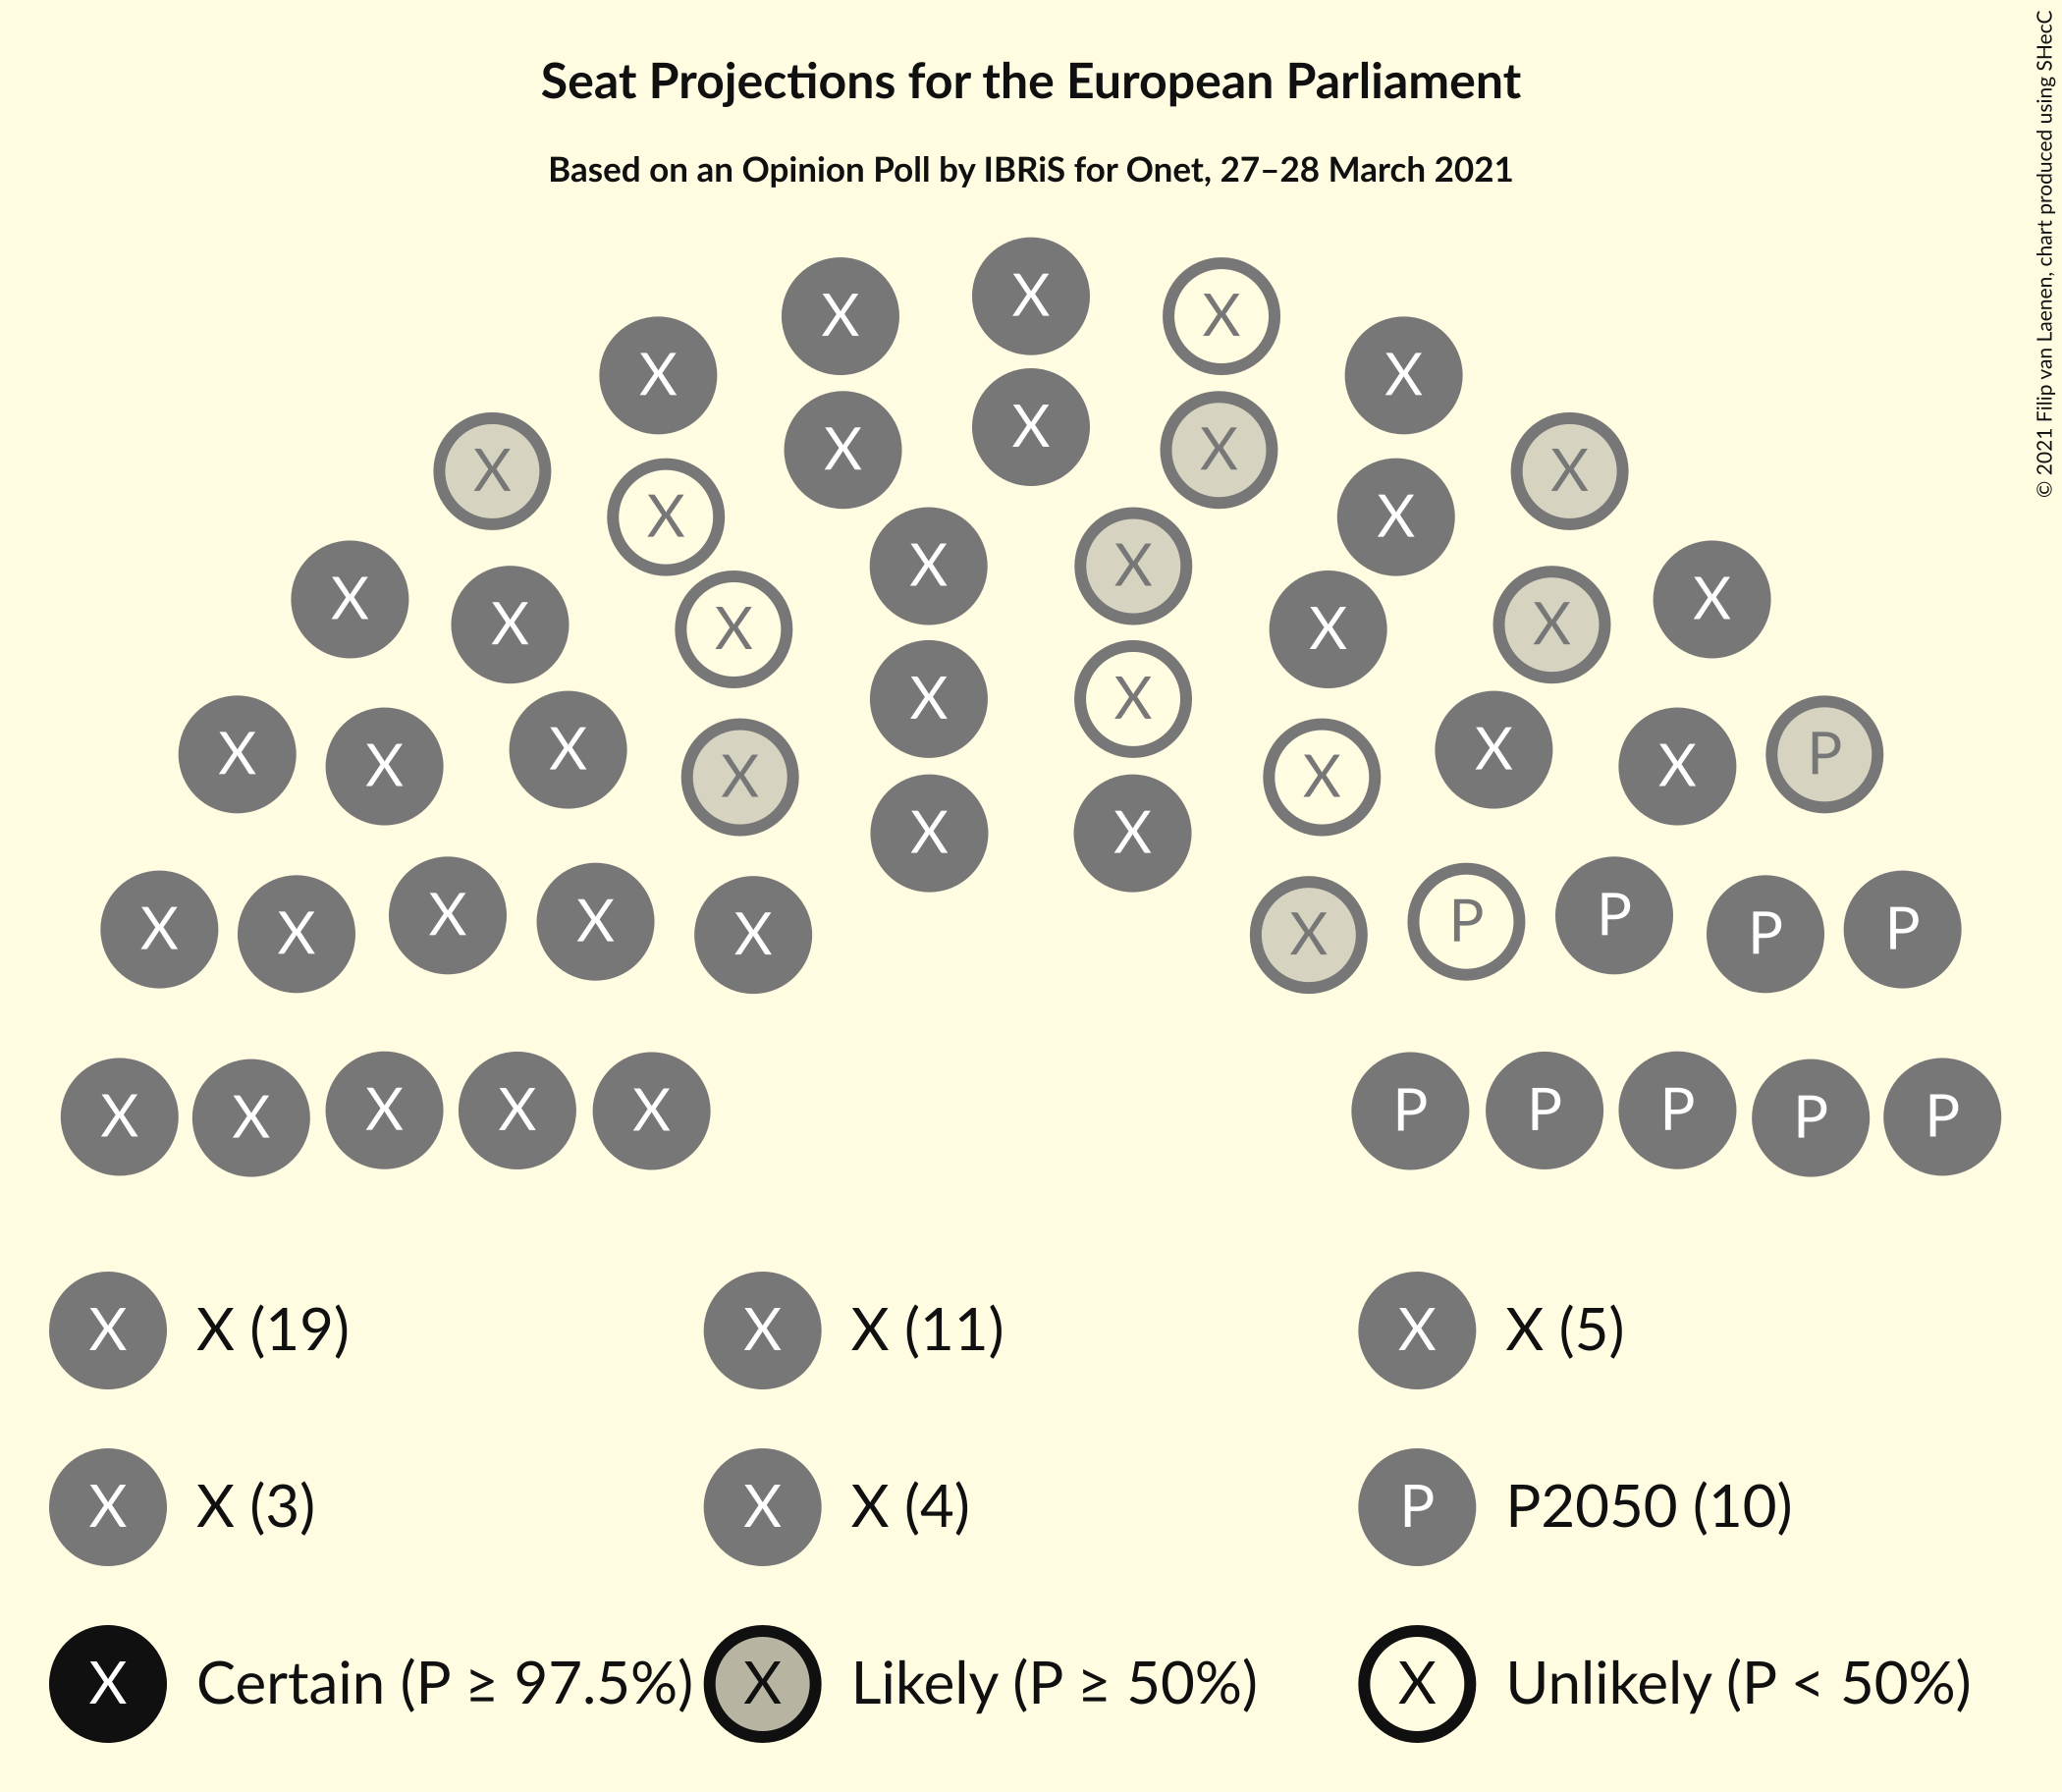 © 2021 Filip van Laenen, chart produced using SHecC
Seat Projections for the European Parliament
Based on an Opinion Poll by IBRiS for Onet, 27–28 March 2021
X X X
X X
X X X
X X
X X
X X
X X X X X X
X X
X X X X X X X P
X X
X X X X X X P P P P
X X X X X P P P P P
X X (19) X X (11) X X (5)
X X (3) X X (4) P P2050 (10)
X Certain (P ≥ 97.5%) X Likely (P ≥ 50%) X Unlikely (P < 50%)